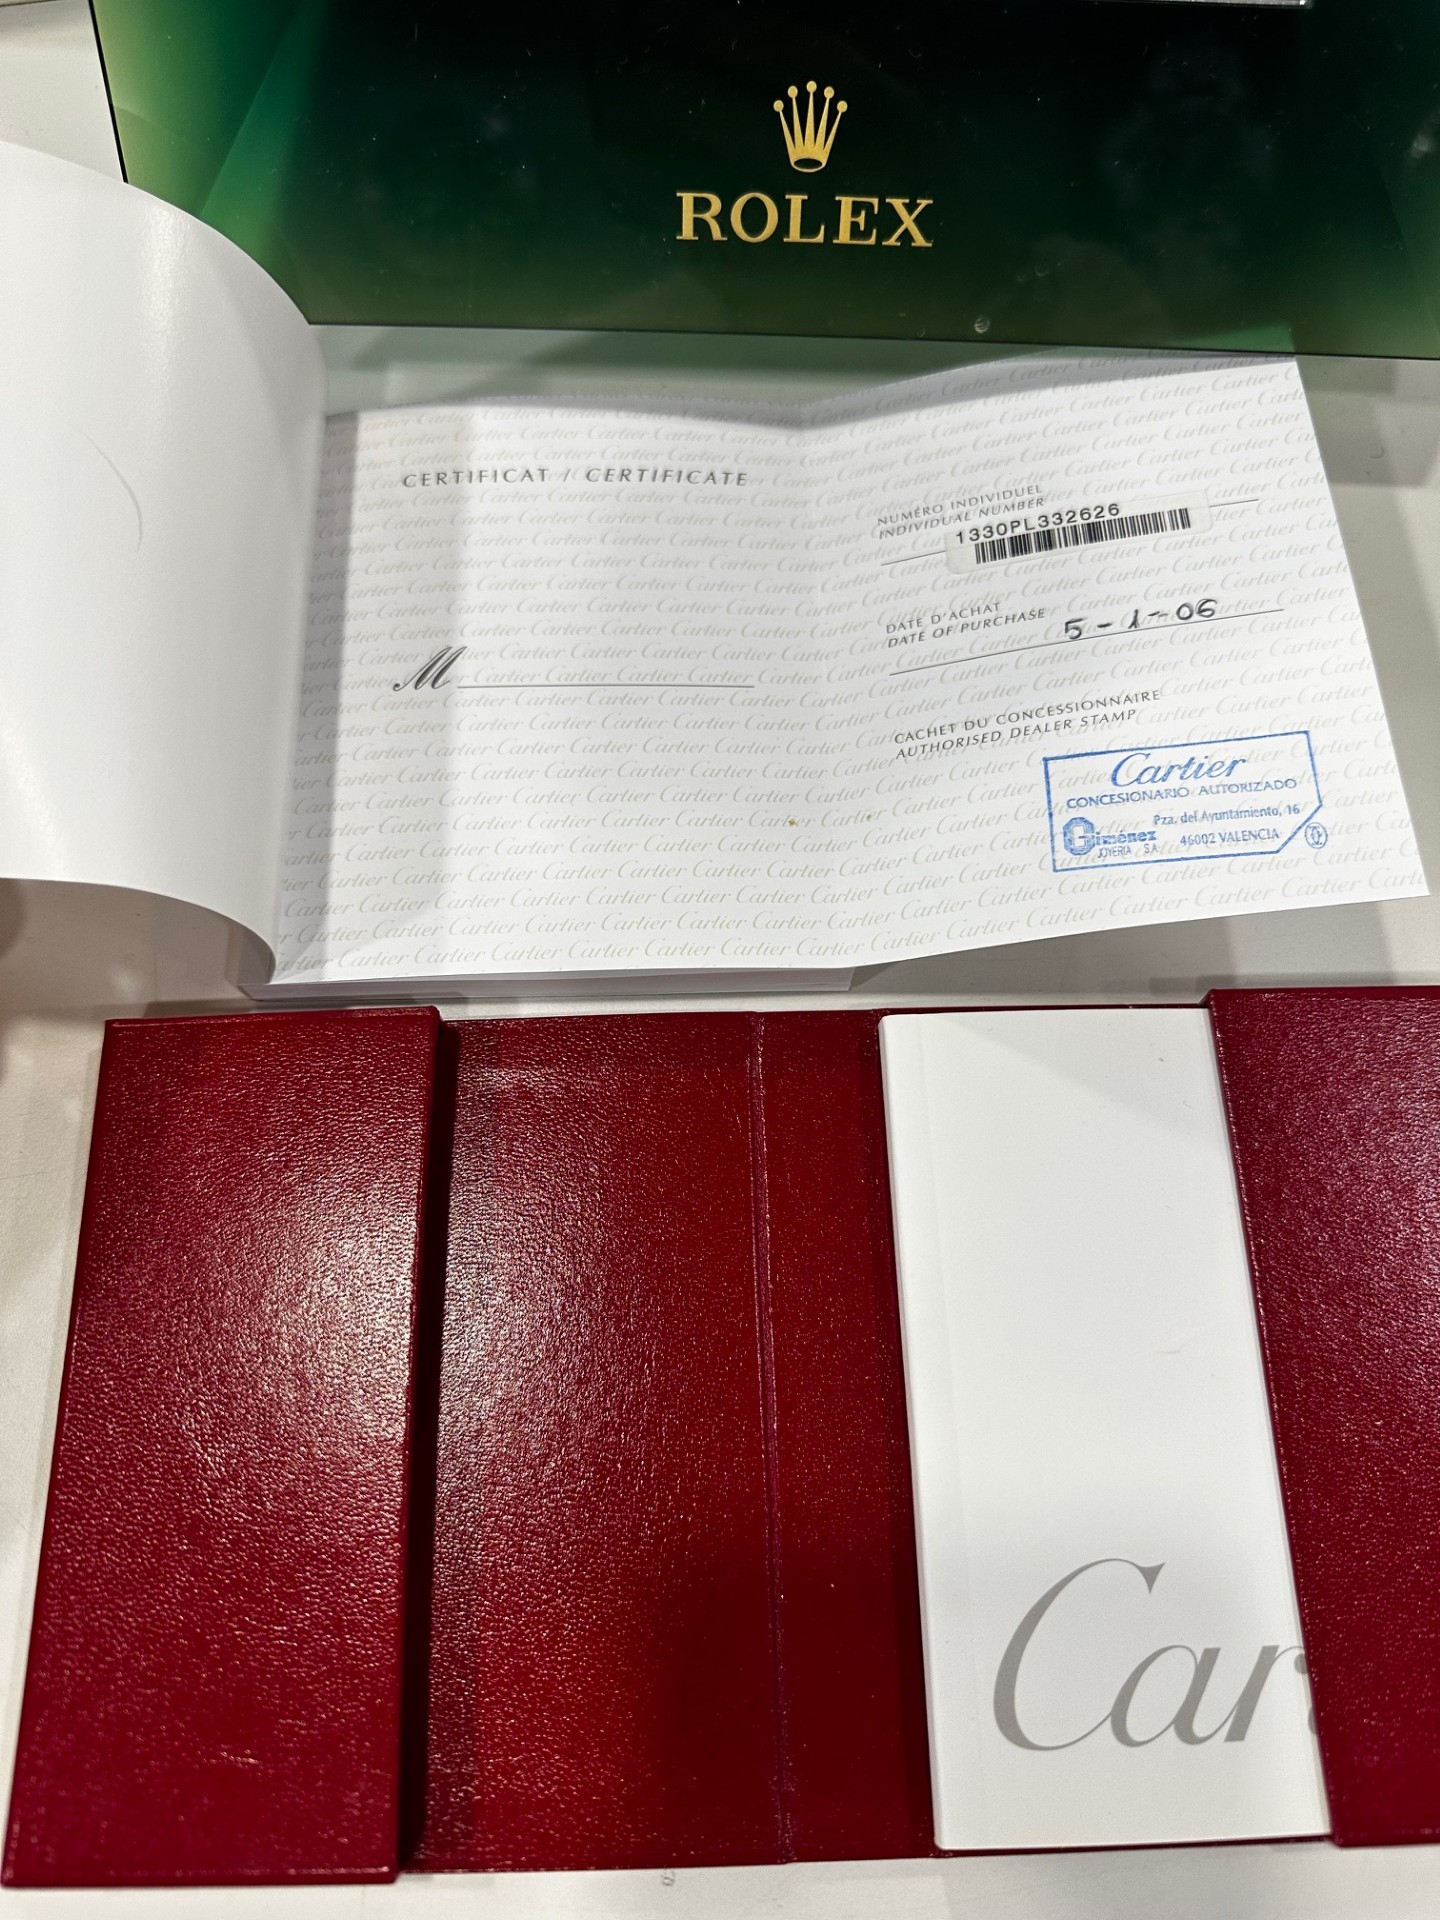 ROLEX
CERTIFICAT / CERTIFICATE
NUMÉRO INDIVIDUEL
INDIVIDUAL NUMBER
1330PL332626
DATE D'ACHAT
DATE OF PURCHASE
5-1-06
M
CACHET DU CONCESSIONNAIRE
AUTHORISED DEALER STAMP
Cartier
CONCESIONARIO AUTORIZADO
Pza. del Ayuntamiento, 16
Giménez
JOYERIA S.A.
46002 VALENCIA
Car